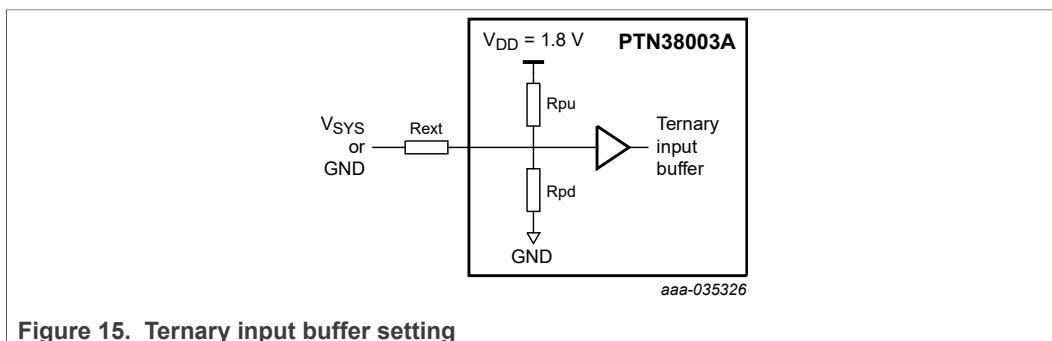 V_DD = 1.8 V
PTN38003A
Rpu
V_SYS
or
GND
Rext
Ternary
input
buffer
Rpd
GND
aaa-035326
Figure 15. Ternary input buffer setting